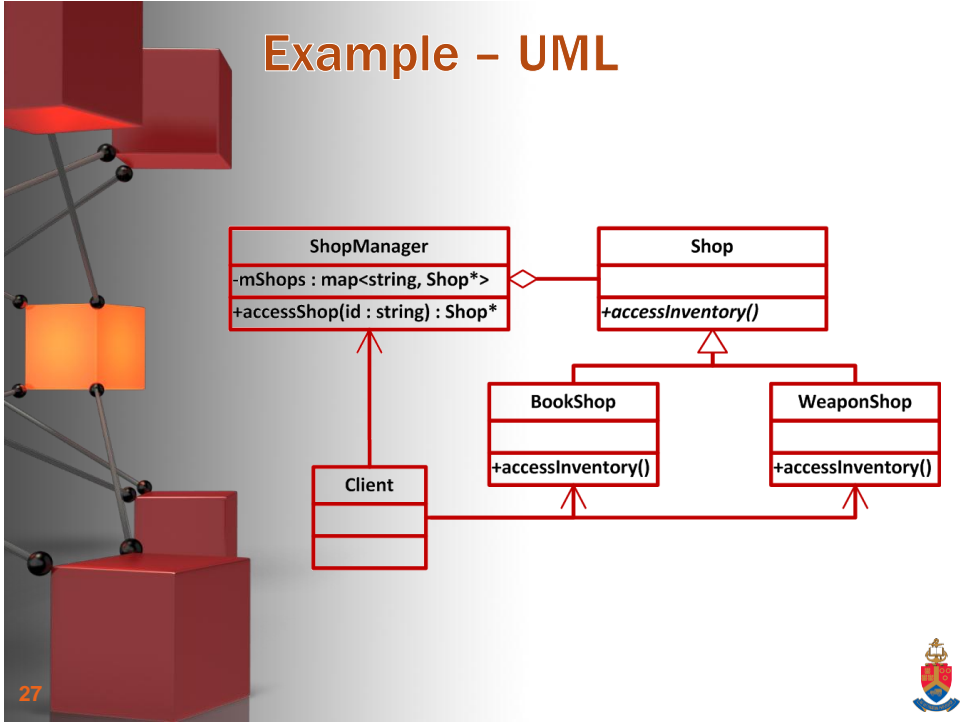 Example – UML
ShopManager
-mShops : map<string, Shop*>
+accessShop(id : string) : Shop*
Shop
+accessInventory()
BookShop
+accessInventory()
WeaponShop
+accessInventory()
Client
27